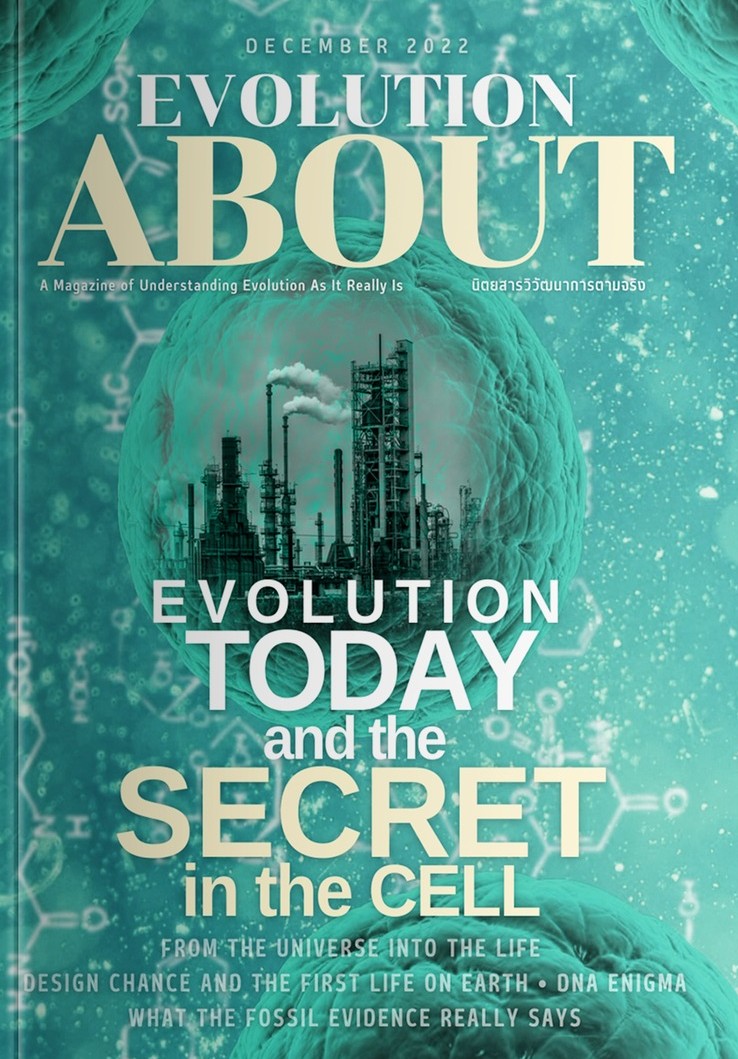 DECEMBER 2022
EVOLUTION
ABOUT
A Magazine of Understanding Evolution As It Really Is นิตยสารวิวัฒนาการตามจริง
EVOLUTION
TODAY
and the
SECRET
in the CELL
FROM THE UNIVERSE INTO THE LIFE
DESIGN CHANCE AND THE FIRST LIFE ON EARTH • DNA ENIGMA
WHAT THE FOSSIL EVIDENCE REALLY SAYS